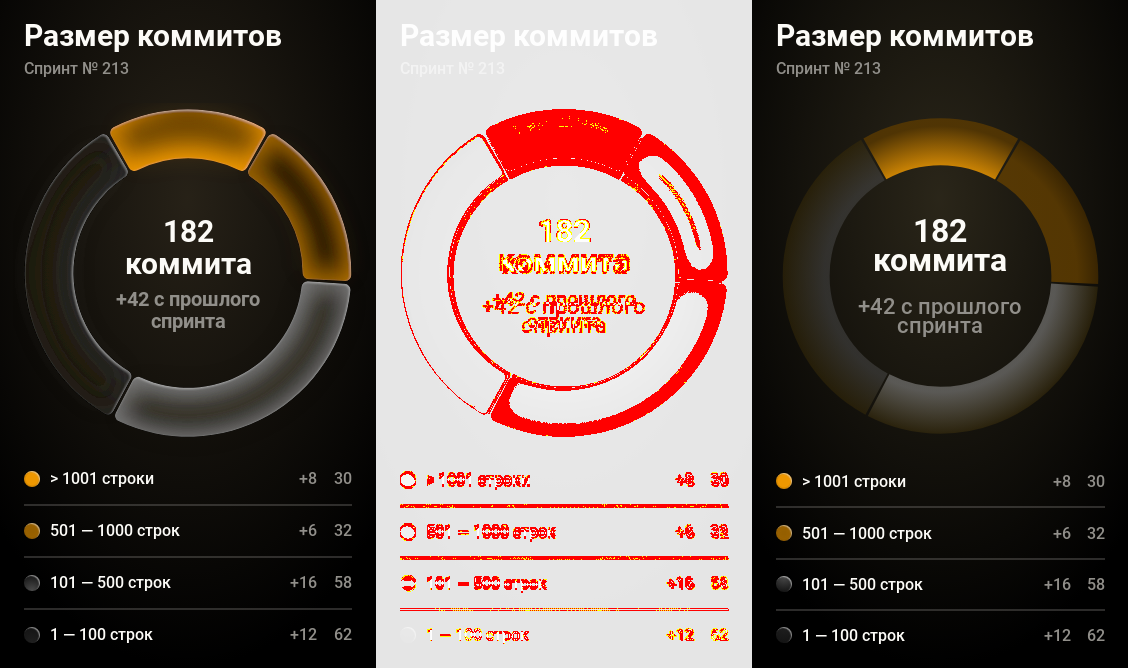 Размер коммитов
Спринт № 213
182
коммита
+42 с прошлого
спринта
> 1001 строки +8 30
501 — 1000 строк +6 32
101 — 500 строк +16 58
1 — 100 строк +12 62
Размер коммитов
Спринт № 213
182
коммита
+42 с прошлого
спринта
> 1001 строки +8 30
501 — 1000 строк +6 32
101 — 500 строк +16 58
1 — 100 строк +12 62
Размер коммитов
Спринт № 213
182
коммита
+42 с прошлого
спринта
> 1001 строки +8 30
501 — 1000 строк +6 32
101 — 500 строк +16 58
1 — 100 строк +12 62